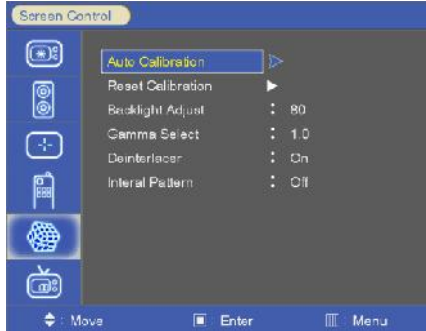 Screen Control
Auto Calibration
Reset Calibration
Backlight Adjust : 80
Gamma Select : 1.0
Deinterlacer : On
Interal Pattern : Off
: Move Enter Menu